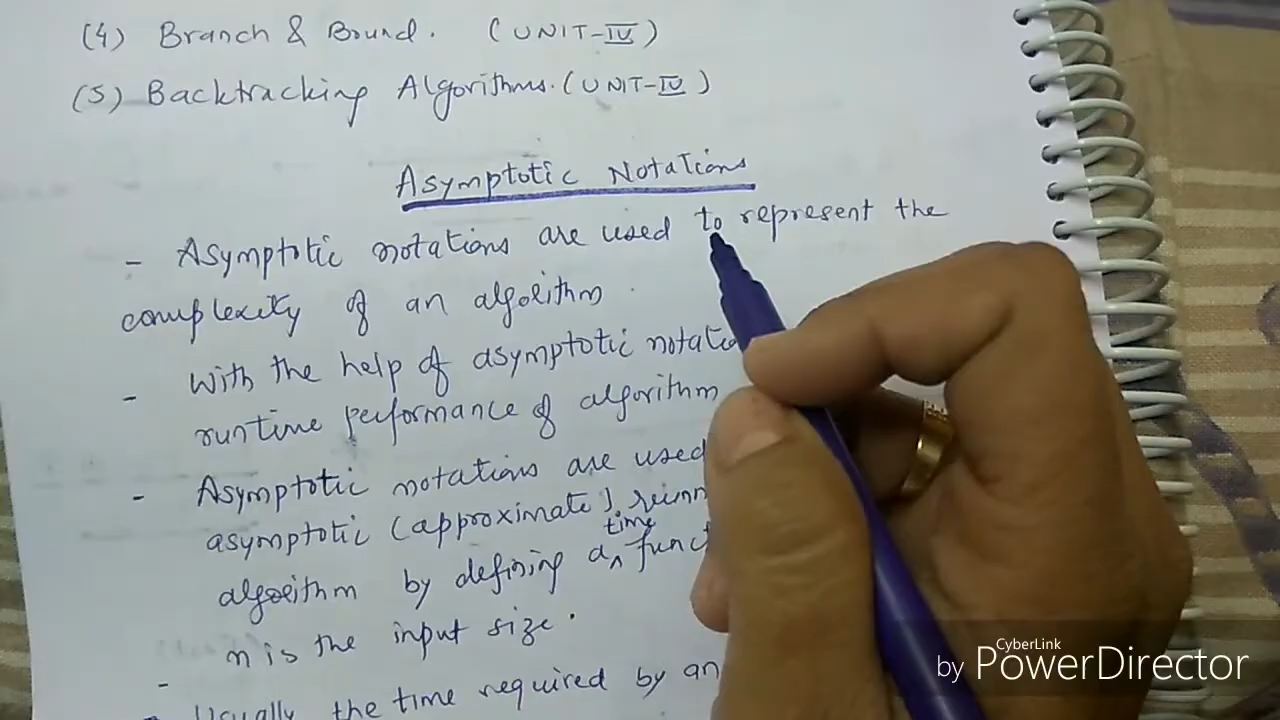 (4) Branch & Bound. (UNIT-IV)
(5) Backtracking Algorithms. (UNIT-IV)
Asymptotic Notations
- Asymptotic notations are used to represent the
complexity of an algorithm.
- With the help of asymptotic
runtime performance of algorithm
- Asymptotic notations are used
asymptotic (approximate)
time
algorithm by defining a
n is the input size.
-
- Usually the time required by an
CyberLink
by PowerDirector